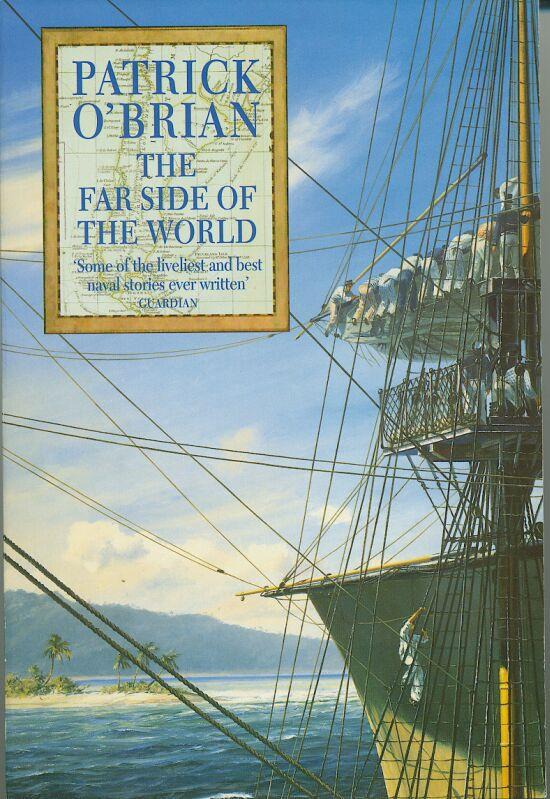 PATRICK
O'BRIAN
THE
FAR SIDE OF
THE WORLD
'Some of the liveliest and best
naval stories ever written'
GUARDIAN